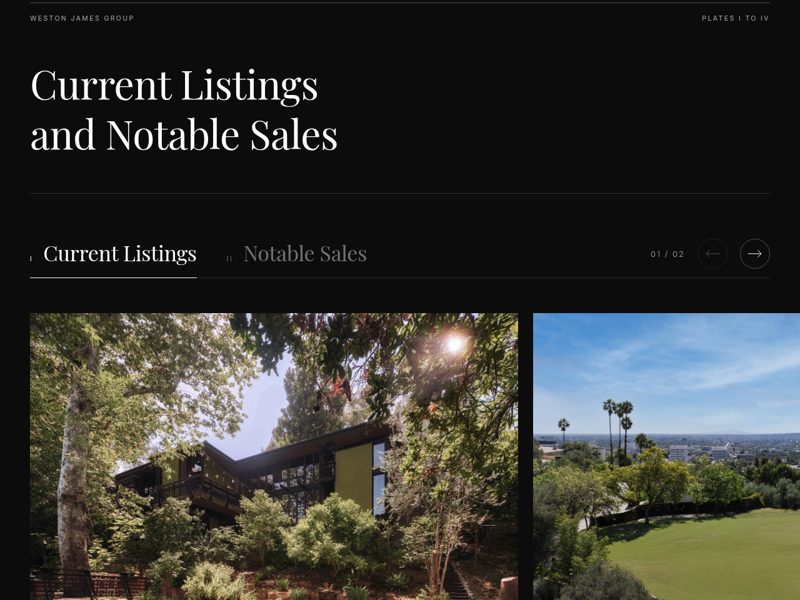 WESTON JAMES GROUP
PLATES I TO IV
Current Listings
and Notable Sales
I Current Listings
II Notable Sales
01 / 02